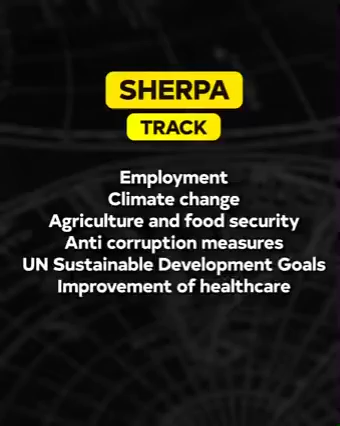 SHERPA
TRACK
Employment
Climate change
Agriculture and food security
Anti corruption measures
UN Sustainable Development Goals
Improvement of healthcare